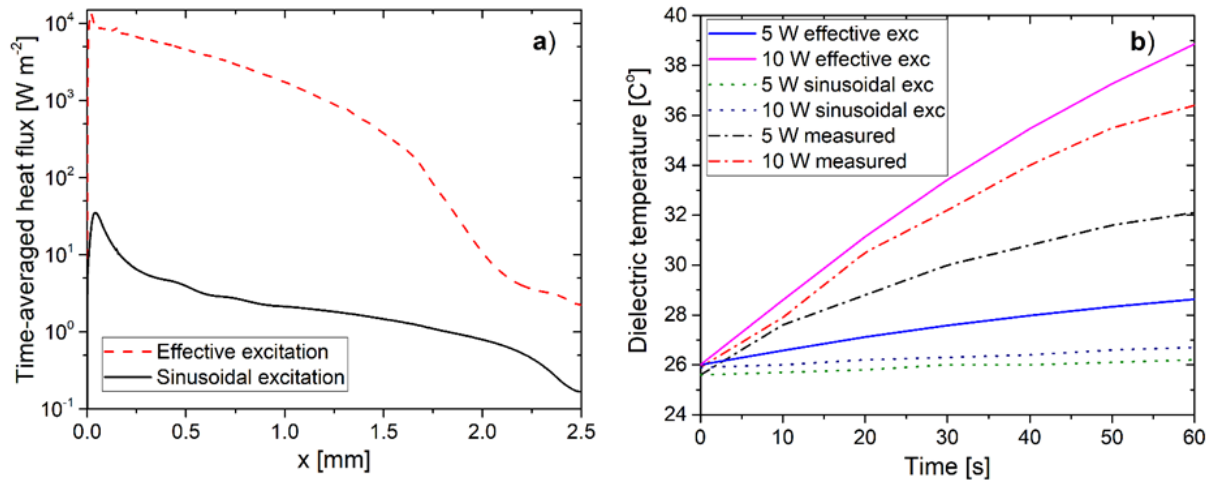 Time-averaged heat flux [W m⁻²]
10⁴
10³
10²
10¹
10⁰
10⁻¹
a)
Effective excitation
Sinusoidal excitation
0.0 0.5 1.0 1.5 2.0 2.5
x [mm]
Dielectric temperature [C°]
40
38
36
34
32
30
28
26
24
b)
5 W effective exc
10 W effective exc
5 W sinusoidal exc
10 W sinusoidal exc
5 W measured
10 W measured
0 10 20 30 40 50 60
Time [s]